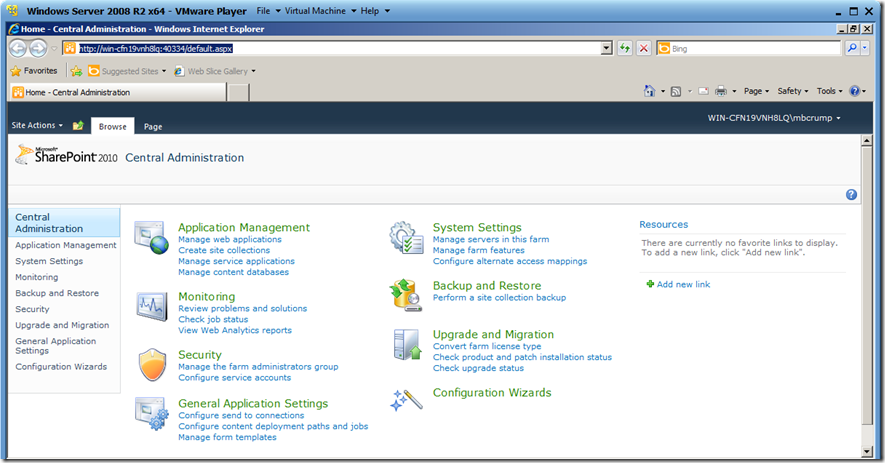 Windows Server 2008 R2 x64 - VMware Player File Virtual Machine Help
Home - Central Administration - Windows Internet Explorer
http://win-cfn19vnh8lq:40334/default.aspx
Bing
Favorites Suggested Sites Web Slice Gallery
Home - Central Administration
Page Safety Tools
Site Actions Browse Page
WIN-CFN19VNH8LQ\mbcrump
Microsoft
SharePoint 2010 Central Administration
Central
Administration
Application Management
System Settings
Monitoring
Backup and Restore
Security
Upgrade and Migration
General Application
Settings
Configuration Wizards
Application Management
Manage web applications
Create site collections
Manage service applications
Manage content databases
Monitoring
Review problems and solutions
Check job status
View Web Analytics reports
Security
Manage the farm administrators group
Configure service accounts
General Application Settings
Configure send to connections
Configure content deployment paths and jobs
Manage form templates
System Settings
Manage servers in this farm
Manage farm features
Configure alternate access mappings
Backup and Restore
Perform a site collection backup
Upgrade and Migration
Convert farm license type
Check product and patch installation status
Check upgrade status
Configuration Wizards
Resources
There are currently no favorite links to display.
To add a new link, click "Add new link".
Add new link